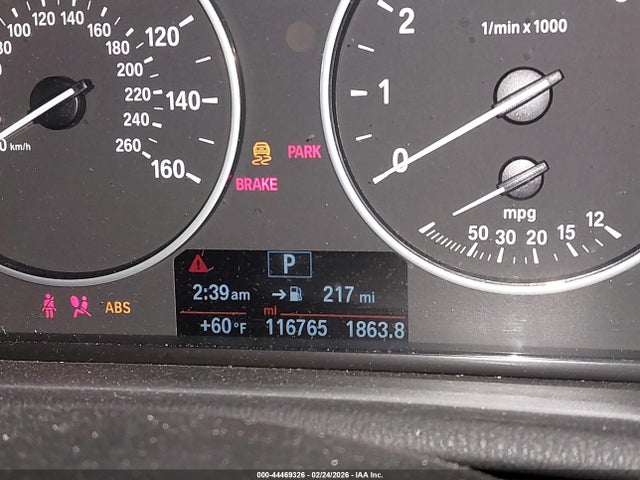 100 120 140
80 160
180 120
200
220 140
240
260
160
km/h
2
1/min x 1000
1
0
50 30 20 15 12
mpg
PARK
BRAKE
ABS
P
2:39 am → 217 mi
mi
+60°F 116765 1863.8
000-44469326 - 02/24/2026 - IAA Inc.